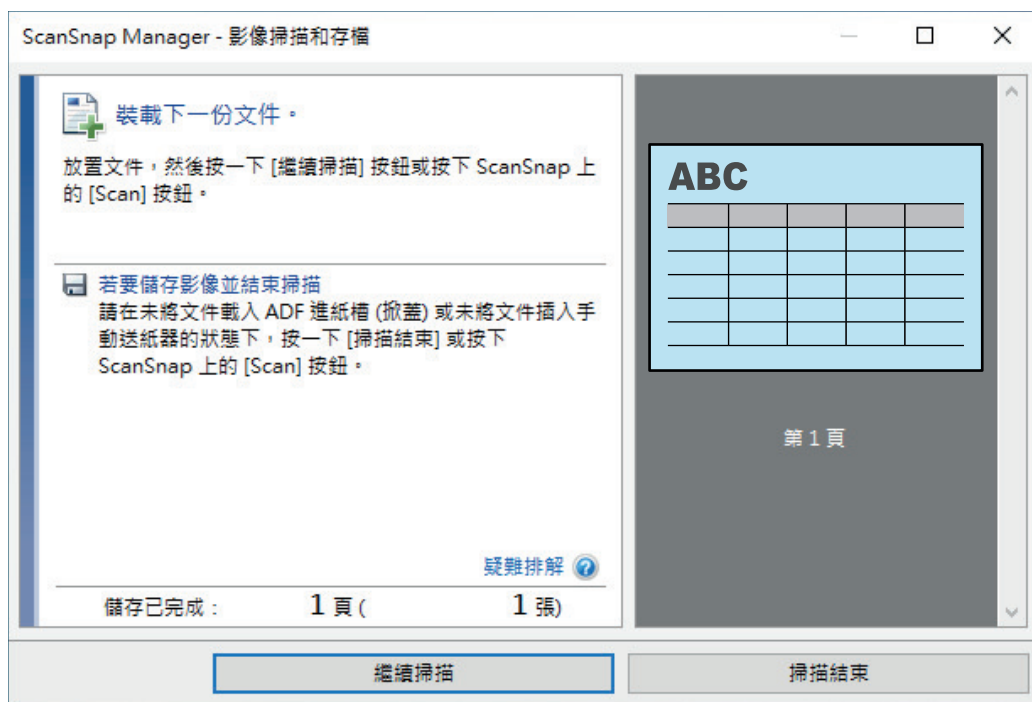 ScanSnap Manager - 影像掃描和存檔
裝載下一份文件。
放置文件，然後按一下 [繼續掃描] 按鈕或按下 ScanSnap 上
的 [Scan] 按鈕。
若要儲存影像並結束掃描
請在未將文件載入 ADF 進紙槽 (掀蓋) 或未將文件插入手
動送紙器的狀態下，按一下 [掃描結束] 或按下
ScanSnap 上的 [Scan] 按鈕。
疑難排解
儲存已完成： 1 頁 ( 1 張)
ABC
第 1 頁
繼續掃描
掃描結束